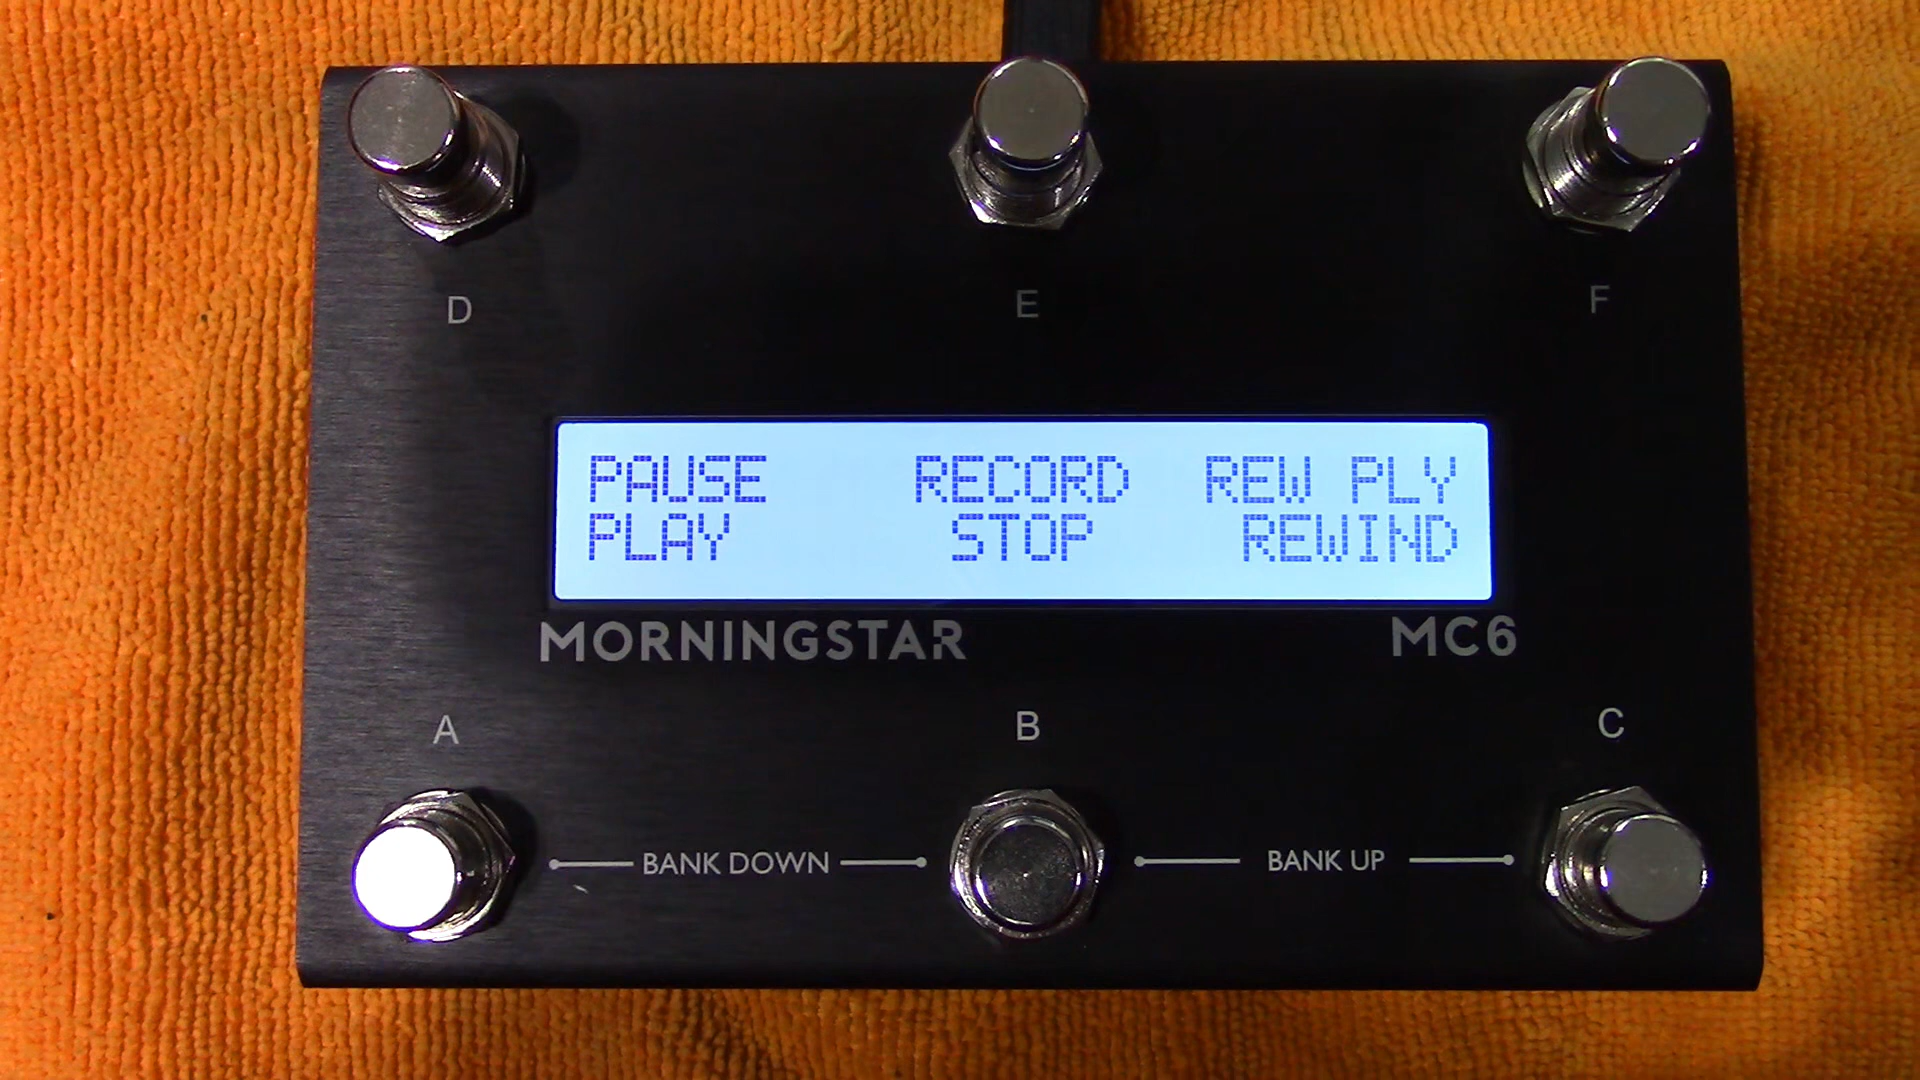 D E F
PAUSE RECORD REW PLY
PLAY STOP REWIND
MORNINGSTAR MC6
A B C
BANK DOWN BANK UP